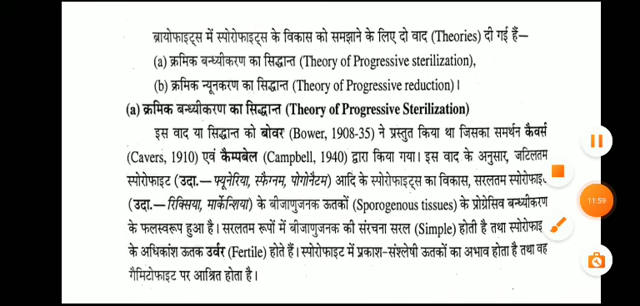 ब्रायोफाइट्स में स्पोरोफाइट्स के विकास को समझाने के लिए दो वाद (Theories) दी गई हैं—
(a) क्रमिक बन्ध्यीकरण का सिद्धान्त (Theory of Progressive sterilization),
(b) क्रमिक न्यूनकरण का सिद्धान्त (Theory of Progressive reduction)।
(a) क्रमिक बन्ध्यीकरण का सिद्धान्त (Theory of Progressive Sterilization)
इस वाद या सिद्धान्त को बोवर (Bower, 1908-35) ने प्रस्तुत किया था जिसका समर्थन कैवर्स
(Cavers, 1910) एवं कैम्पबेल (Campbell, 1940) द्वारा किया गया। इस वाद के अनुसार, जटिलतम
स्पोरोफाइट (उदा.—फ्यूनेरिया, स्फैग्नम, पोगोनैटम) आदि के स्पोरोफाइट्स का विकास, सरलतम
(उदा.—रिक्सिया, मार्केन्शिया) के बीजाणुजनक ऊतकों (Sporogenous tissues) के प्रोग्रेसिव बन्ध्यीकरण
के फलस्वरूप हुआ है। सरलतम रूपों में बीजाणुजनक की संरचना सरल (Simple) होती है तथा
के अधिकांश ऊतक उर्वर (Fertile) होते हैं। स्पोरोफाइट में प्रकाश-संश्लेषी ऊतकों का अभाव होता है तथा वह
गैमिटोफाइट पर आश्रित होता है।
11:59